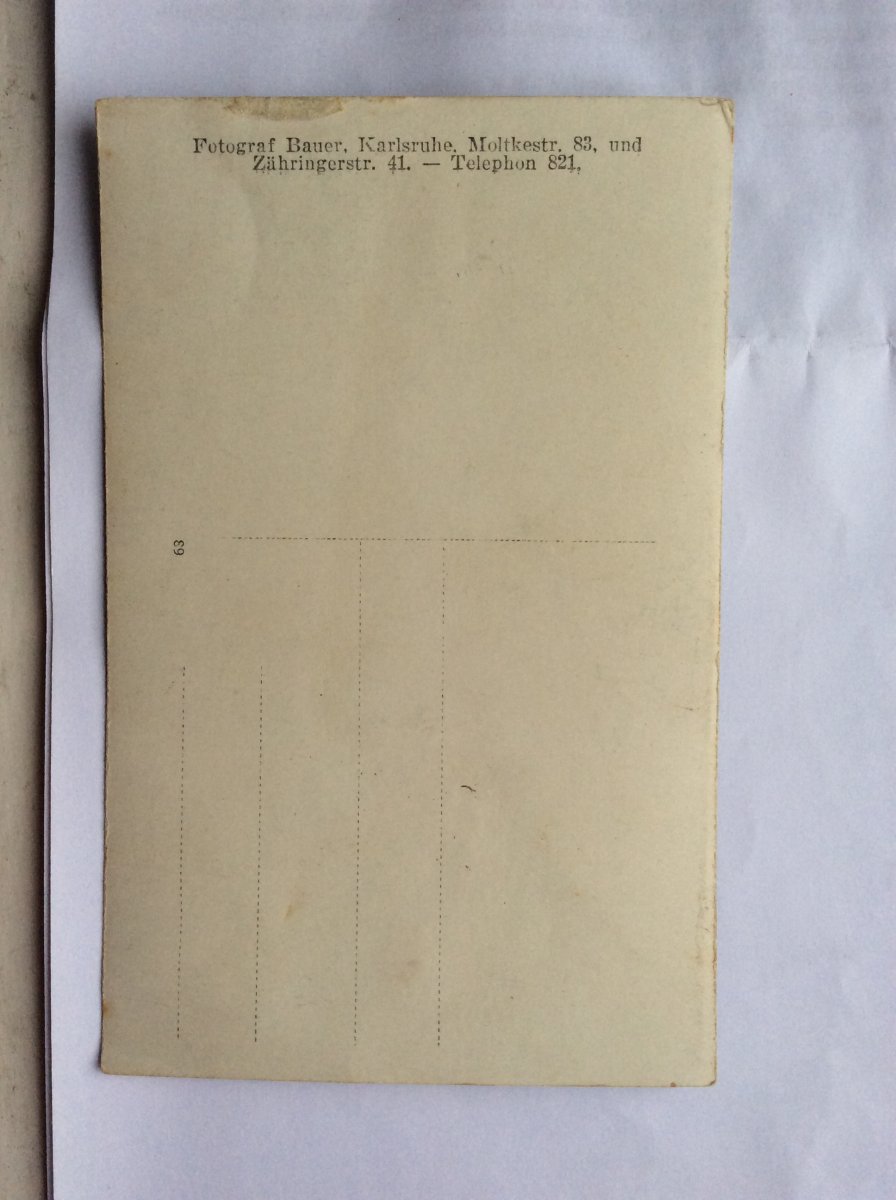 Fotograf Bauer, Karlsruhe, Moltkestr. 83, und
Zähringerstr. 41. — Telephon 821,
63